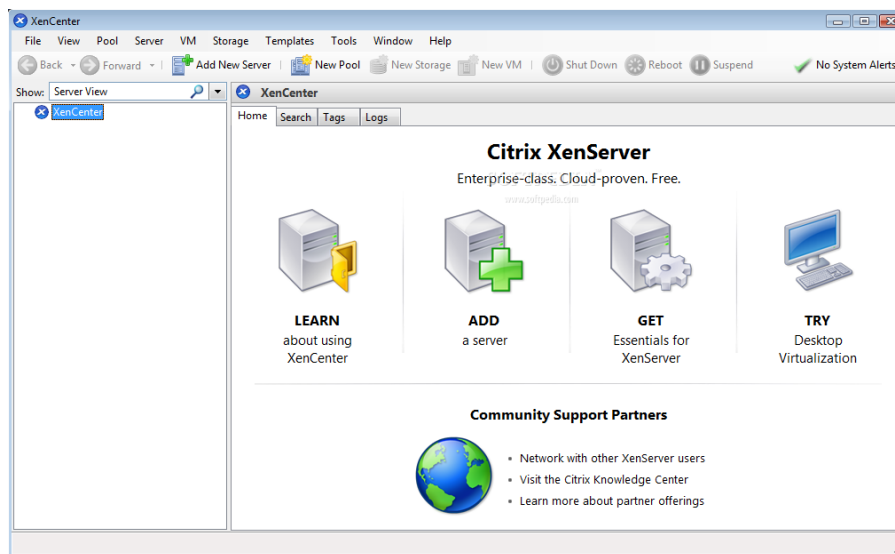 XenCenter
File View Pool Server VM Storage Templates Tools Window Help
Back Forward Add New Server New Pool New Storage New VM Shut Down Reboot Suspend No System Alerts
Show: Server View
XenCenter
XenCenter
Home Search Tags Logs
Citrix XenServer
Enterprise-class. Cloud-proven. Free.
www.softpedia.com
LEARN
about using
XenCenter
ADD
a server
GET
Essentials for
XenServer
TRY
Desktop
Virtualization
Community Support Partners
Network with other XenServer users
Visit the Citrix Knowledge Center
Learn more about partner offerings